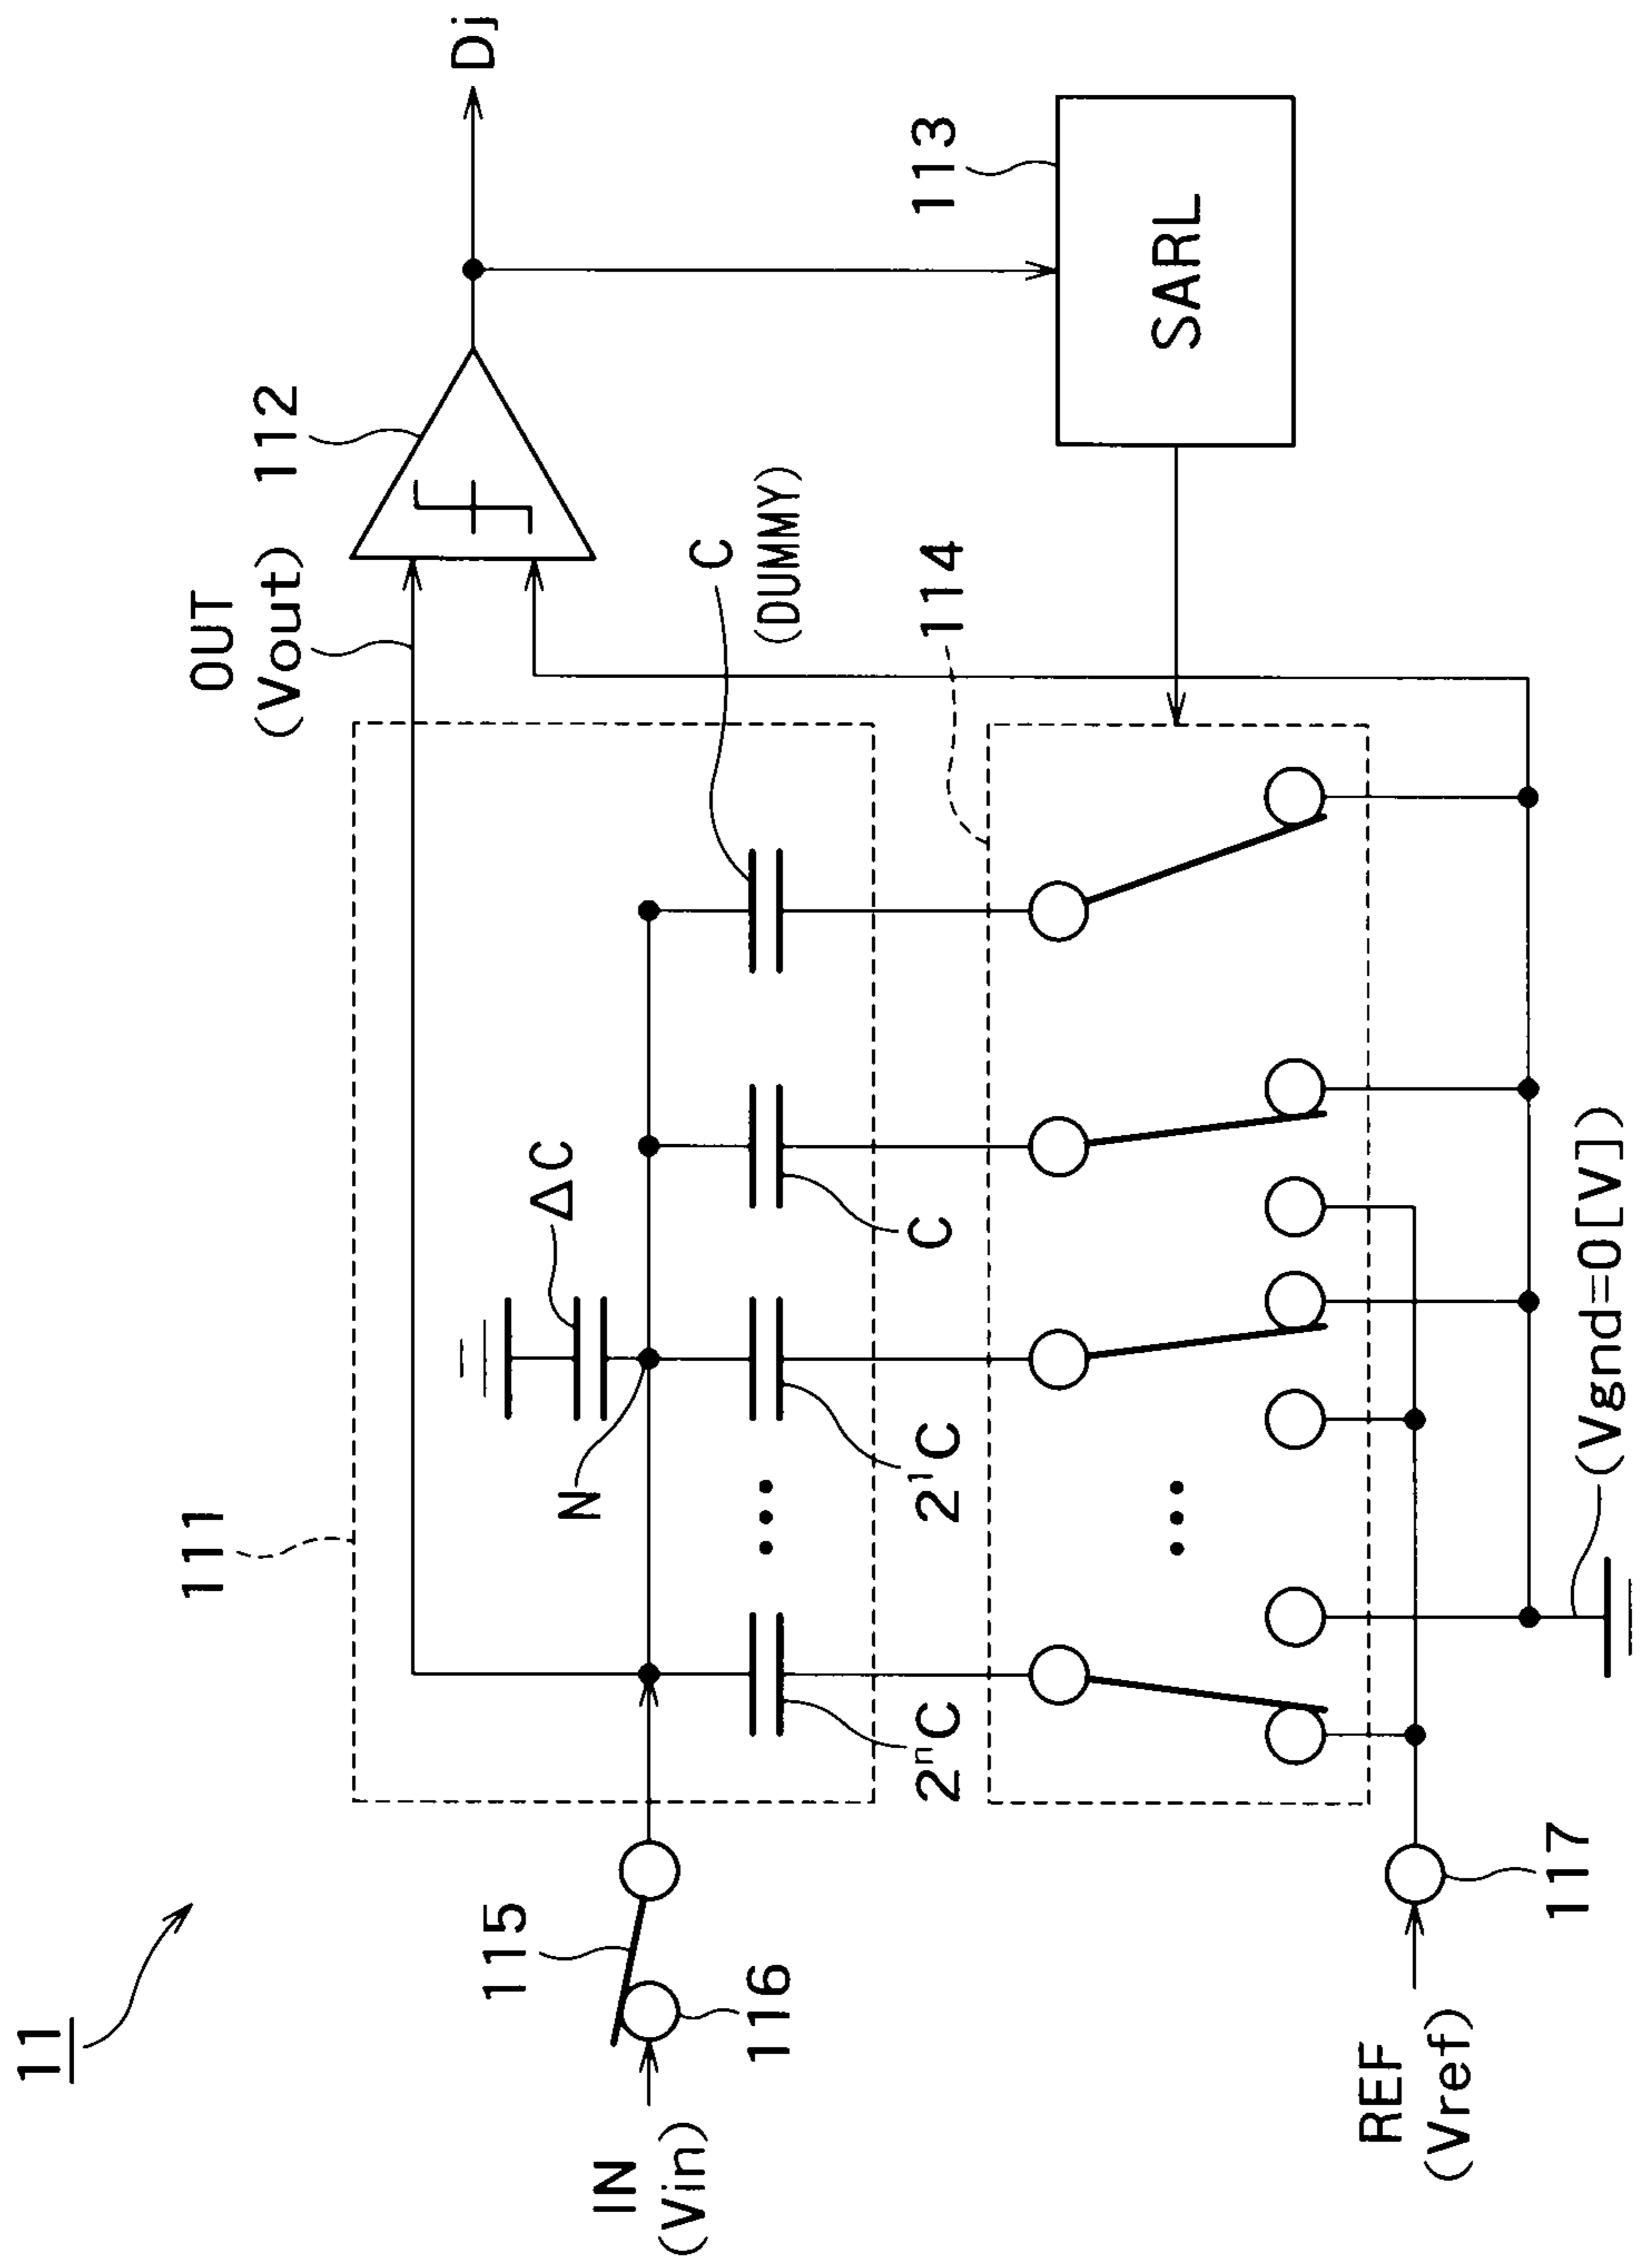 11
111
OUT
(Vout)
112
Dj
N
ΔC
C
(DUMMY)
113
SARL
115
116
IN
(Vin)
2ⁿC
2¹C
C
114
REF
(Vref)
117
(Vgnd=0[V])